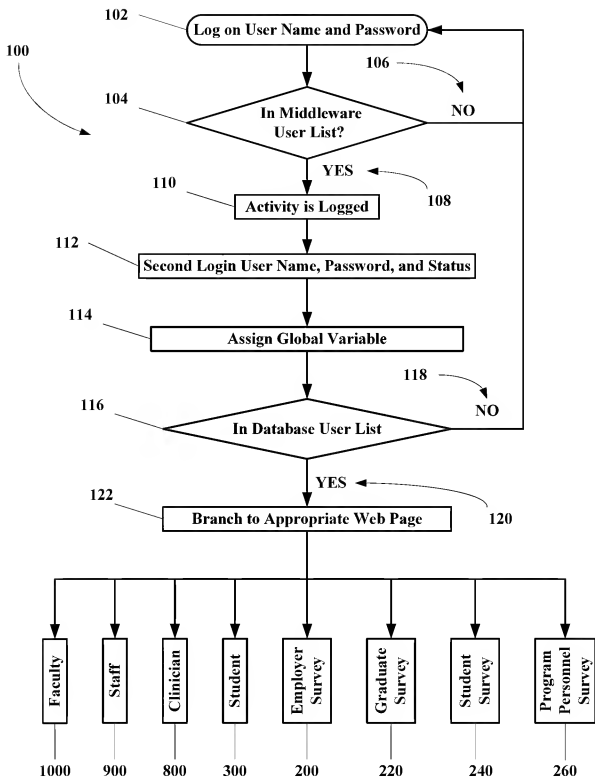 102
Log on User Name and Password
100
106
104
In Middleware
User List?
NO
YES
108
110
Activity is Logged
112
Second Login User Name, Password, and Status
114
Assign Global Variable
118
116
In Database User List
NO
YES
120
122
Branch to Appropriate Web Page
Faculty
Staff
Clinician
Student
Employer
Survey
Graduate
Survey
Student
Survey
Program
Personnel
Survey
1000
900
800
300
200
220
240
260